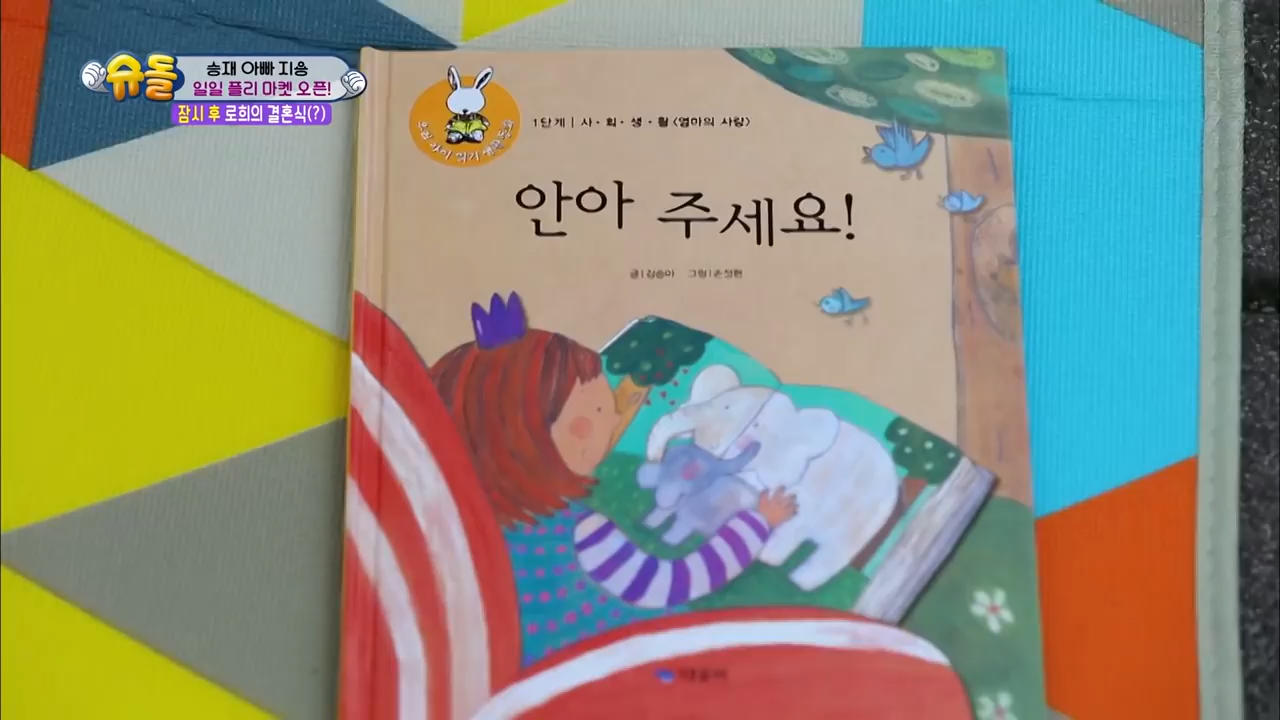 슈돌
승재 아빠 지용
일일 플리 마켓 오픈!
잠시 후 로희의 결혼식(?)
1단계 | 사·회·생·활 <엄마의 사랑>
안아 주세요!